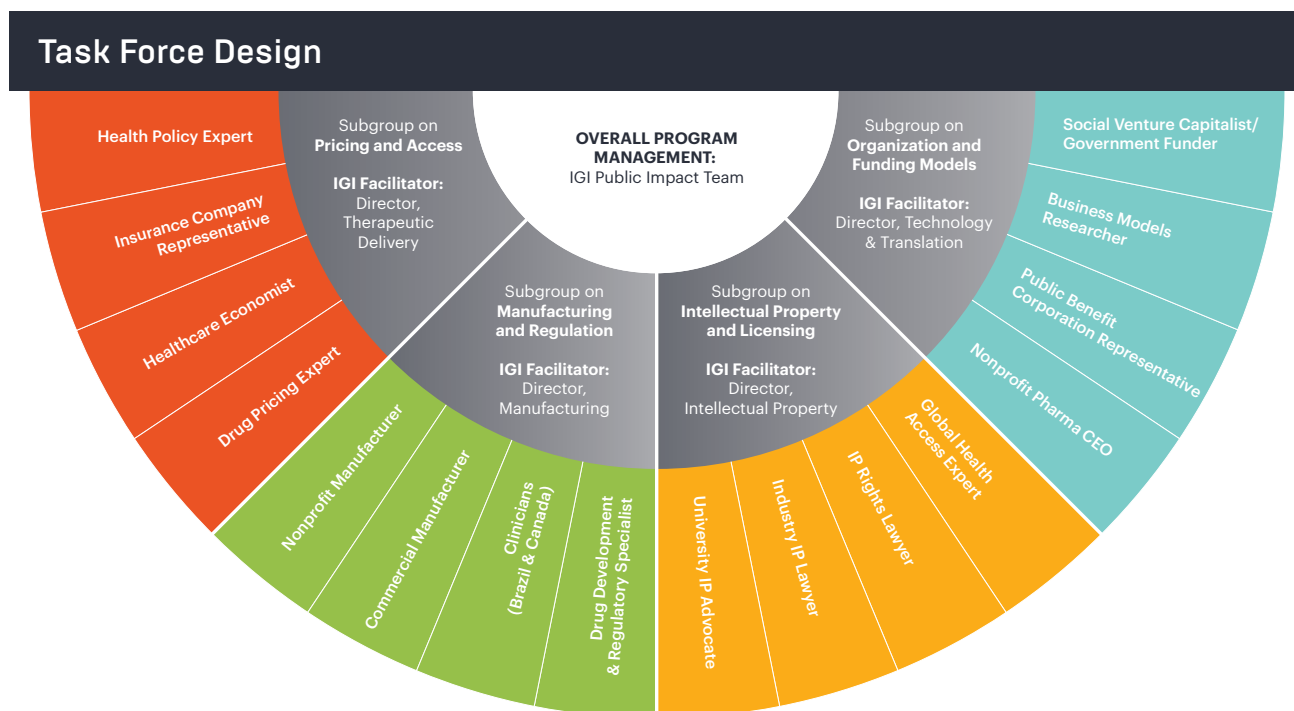 Task Force Design
OVERALL PROGRAM
MANAGEMENT:
IGI Public Impact Team
Subgroup on
Pricing and Access
IGI Facilitator:
Director,
Therapeutic
Delivery
Subgroup on
Manufacturing
and Regulation
IGI Facilitator:
Director,
Manufacturing
Subgroup on
Intellectual Property
and Licensing
IGI Facilitator:
Director,
Intellectual Property
Subgroup on
Organization and
Funding Models
IGI Facilitator:
Director, Technology
& Translation
Health Policy Expert
Insurance Company
Representative
Healthcare Economist
Drug Pricing Expert
Nonprofit Manufacturer
Commercial Manufacturer
Clinicians
(Brazil & Canada)
Drug Development
& Regulatory Specialist
University IP Advocate
Industry IP Lawyer
IP Rights Lawyer
Global Health
Access Expert
Nonprofit Pharma CEO
Public Benefit
Corporation Representative
Business Models
Researcher
Social Venture Capitalist/
Government Funder